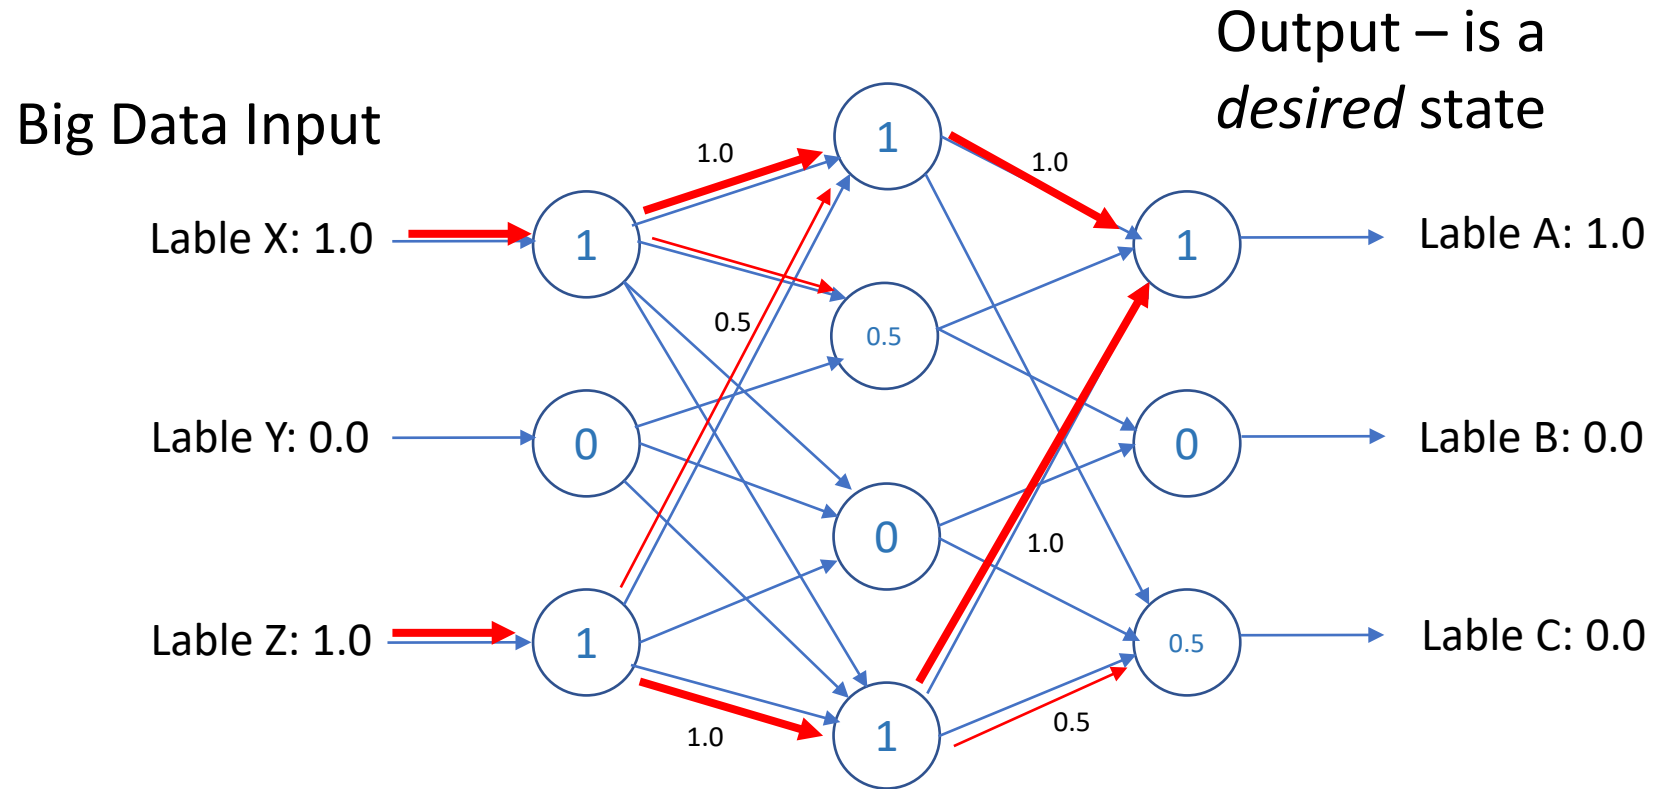 Output – is a
desired state
Big Data Input
1
1.0
1.0
Lable X: 1.0
1
1
Lable A: 1.0
0.5
0.5
Lable Y: 0.0
0
0
Lable B: 0.0
0
1.0
Lable Z: 1.0
1
0.5
Lable C: 0.0
1.0
1
0.5